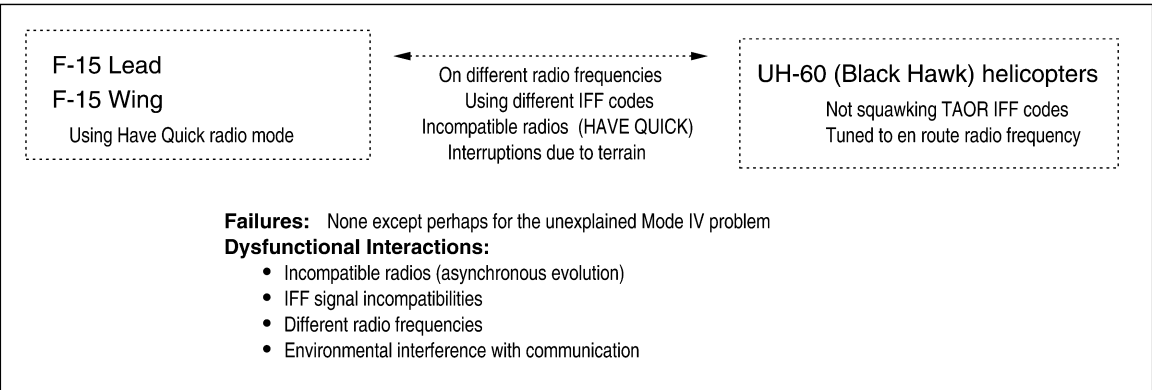 F-15 Lead
F-15 Wing
Using Have Quick radio mode
On different radio frequencies
Using different IFF codes
Incompatible radios (HAVE QUICK)
Interruptions due to terrain
UH-60 (Black Hawk) helicopters
Not squawking TAOR IFF codes
Tuned to en route radio frequency
Failures: None except perhaps for the unexplained Mode IV problem
Dysfunctional Interactions:
• Incompatible radios (asynchronous evolution)
• IFF signal incompatibilities
• Different radio frequencies
• Environmental interference with communication